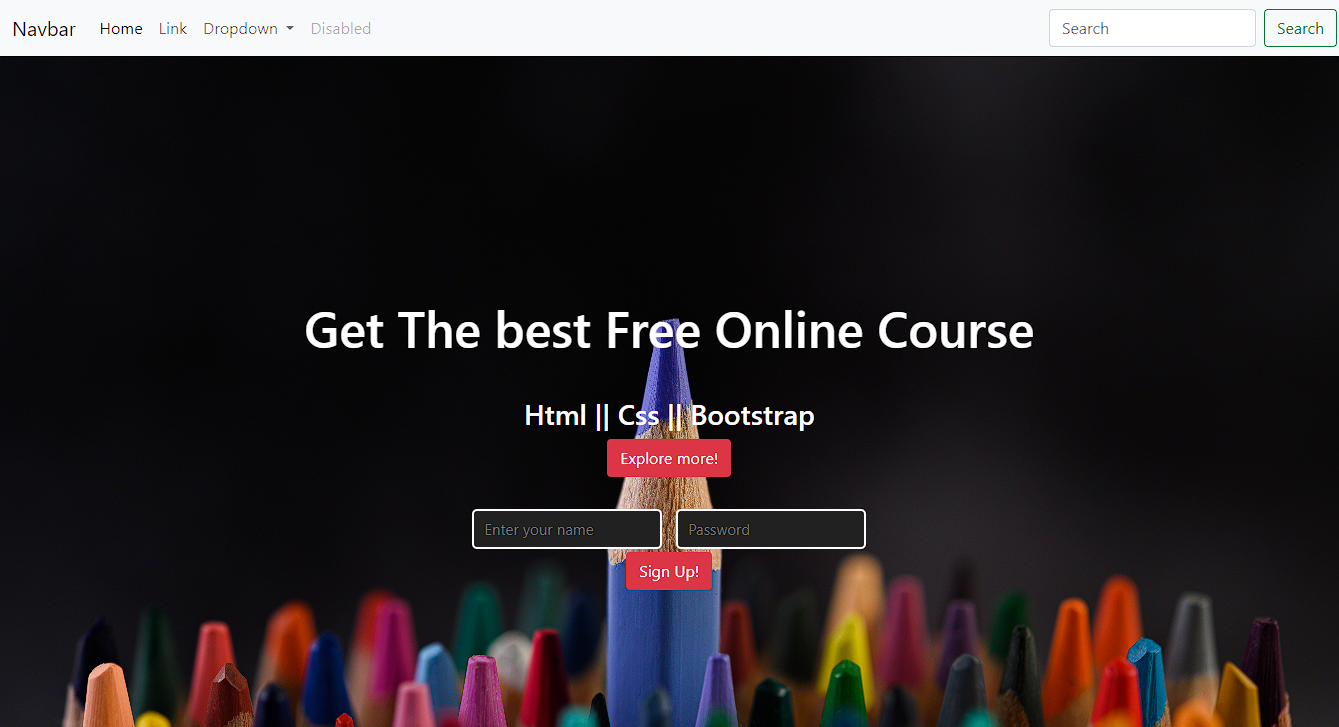 Navbar Home Link Dropdown Disabled Search Search
Get The best Free Online Course
Html || Css || Bootstrap
Explore more!
Enter your name Password
Sign Up!